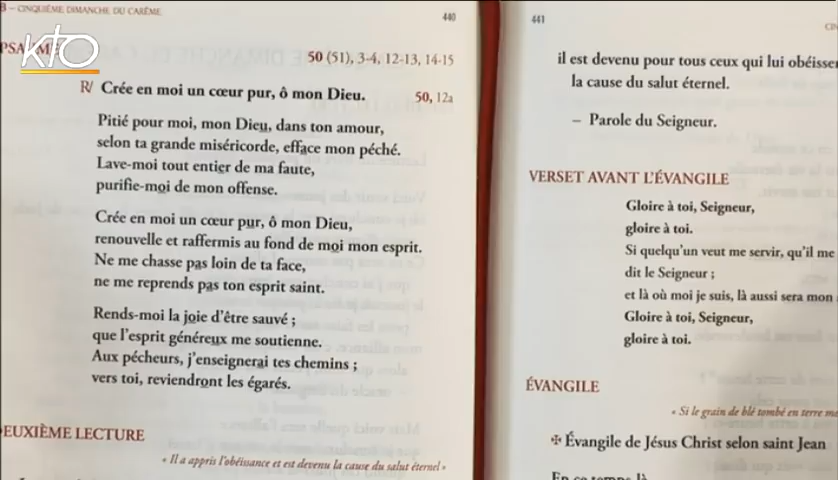 B – CINQUIÈME DIMANCHE DU CARÊME
440
PSAUME
kto
50 (51), 3-4, 12-13, 14-15
R/ Crée en moi un cœur pur, ô mon Dieu.
50, 12a
Pitié pour moi, mon Dieu, dans ton amour,
selon ta grande miséricorde, efface mon péché.
Lave-moi tout entier de ma faute,
purifie-moi de mon offense.
Crée en moi un cœur pur, ô mon Dieu,
renouvelle et raffermis au fond de moi mon esprit.
Ne me chasse pas loin de ta face,
ne me reprends pas ton esprit saint.
Rends-moi la joie d'être sauvé ;
que l'esprit généreux me soutienne.
Aux pécheurs, j'enseignerai tes chemins ;
vers toi, reviendront les égarés.
DEUXIÈME LECTURE
« Il a appris l'obéissance et est devenu la cause du salut éternel »
441
il est devenu pour tous ceux qui lui obéissen
la cause du salut éternel.
– Parole du Seigneur.
VERSET AVANT L'ÉVANGILE
Gloire à toi, Seigneur,
gloire à toi.
Si quelqu'un veut me servir, qu'il me
dit le Seigneur ;
et là où moi je suis, là aussi sera mon
Gloire à toi, Seigneur,
gloire à toi.
ÉVANGILE
« Si le grain de blé tombé en terre me
✠ Évangile de Jésus Christ selon saint Jean
En ce temps-là